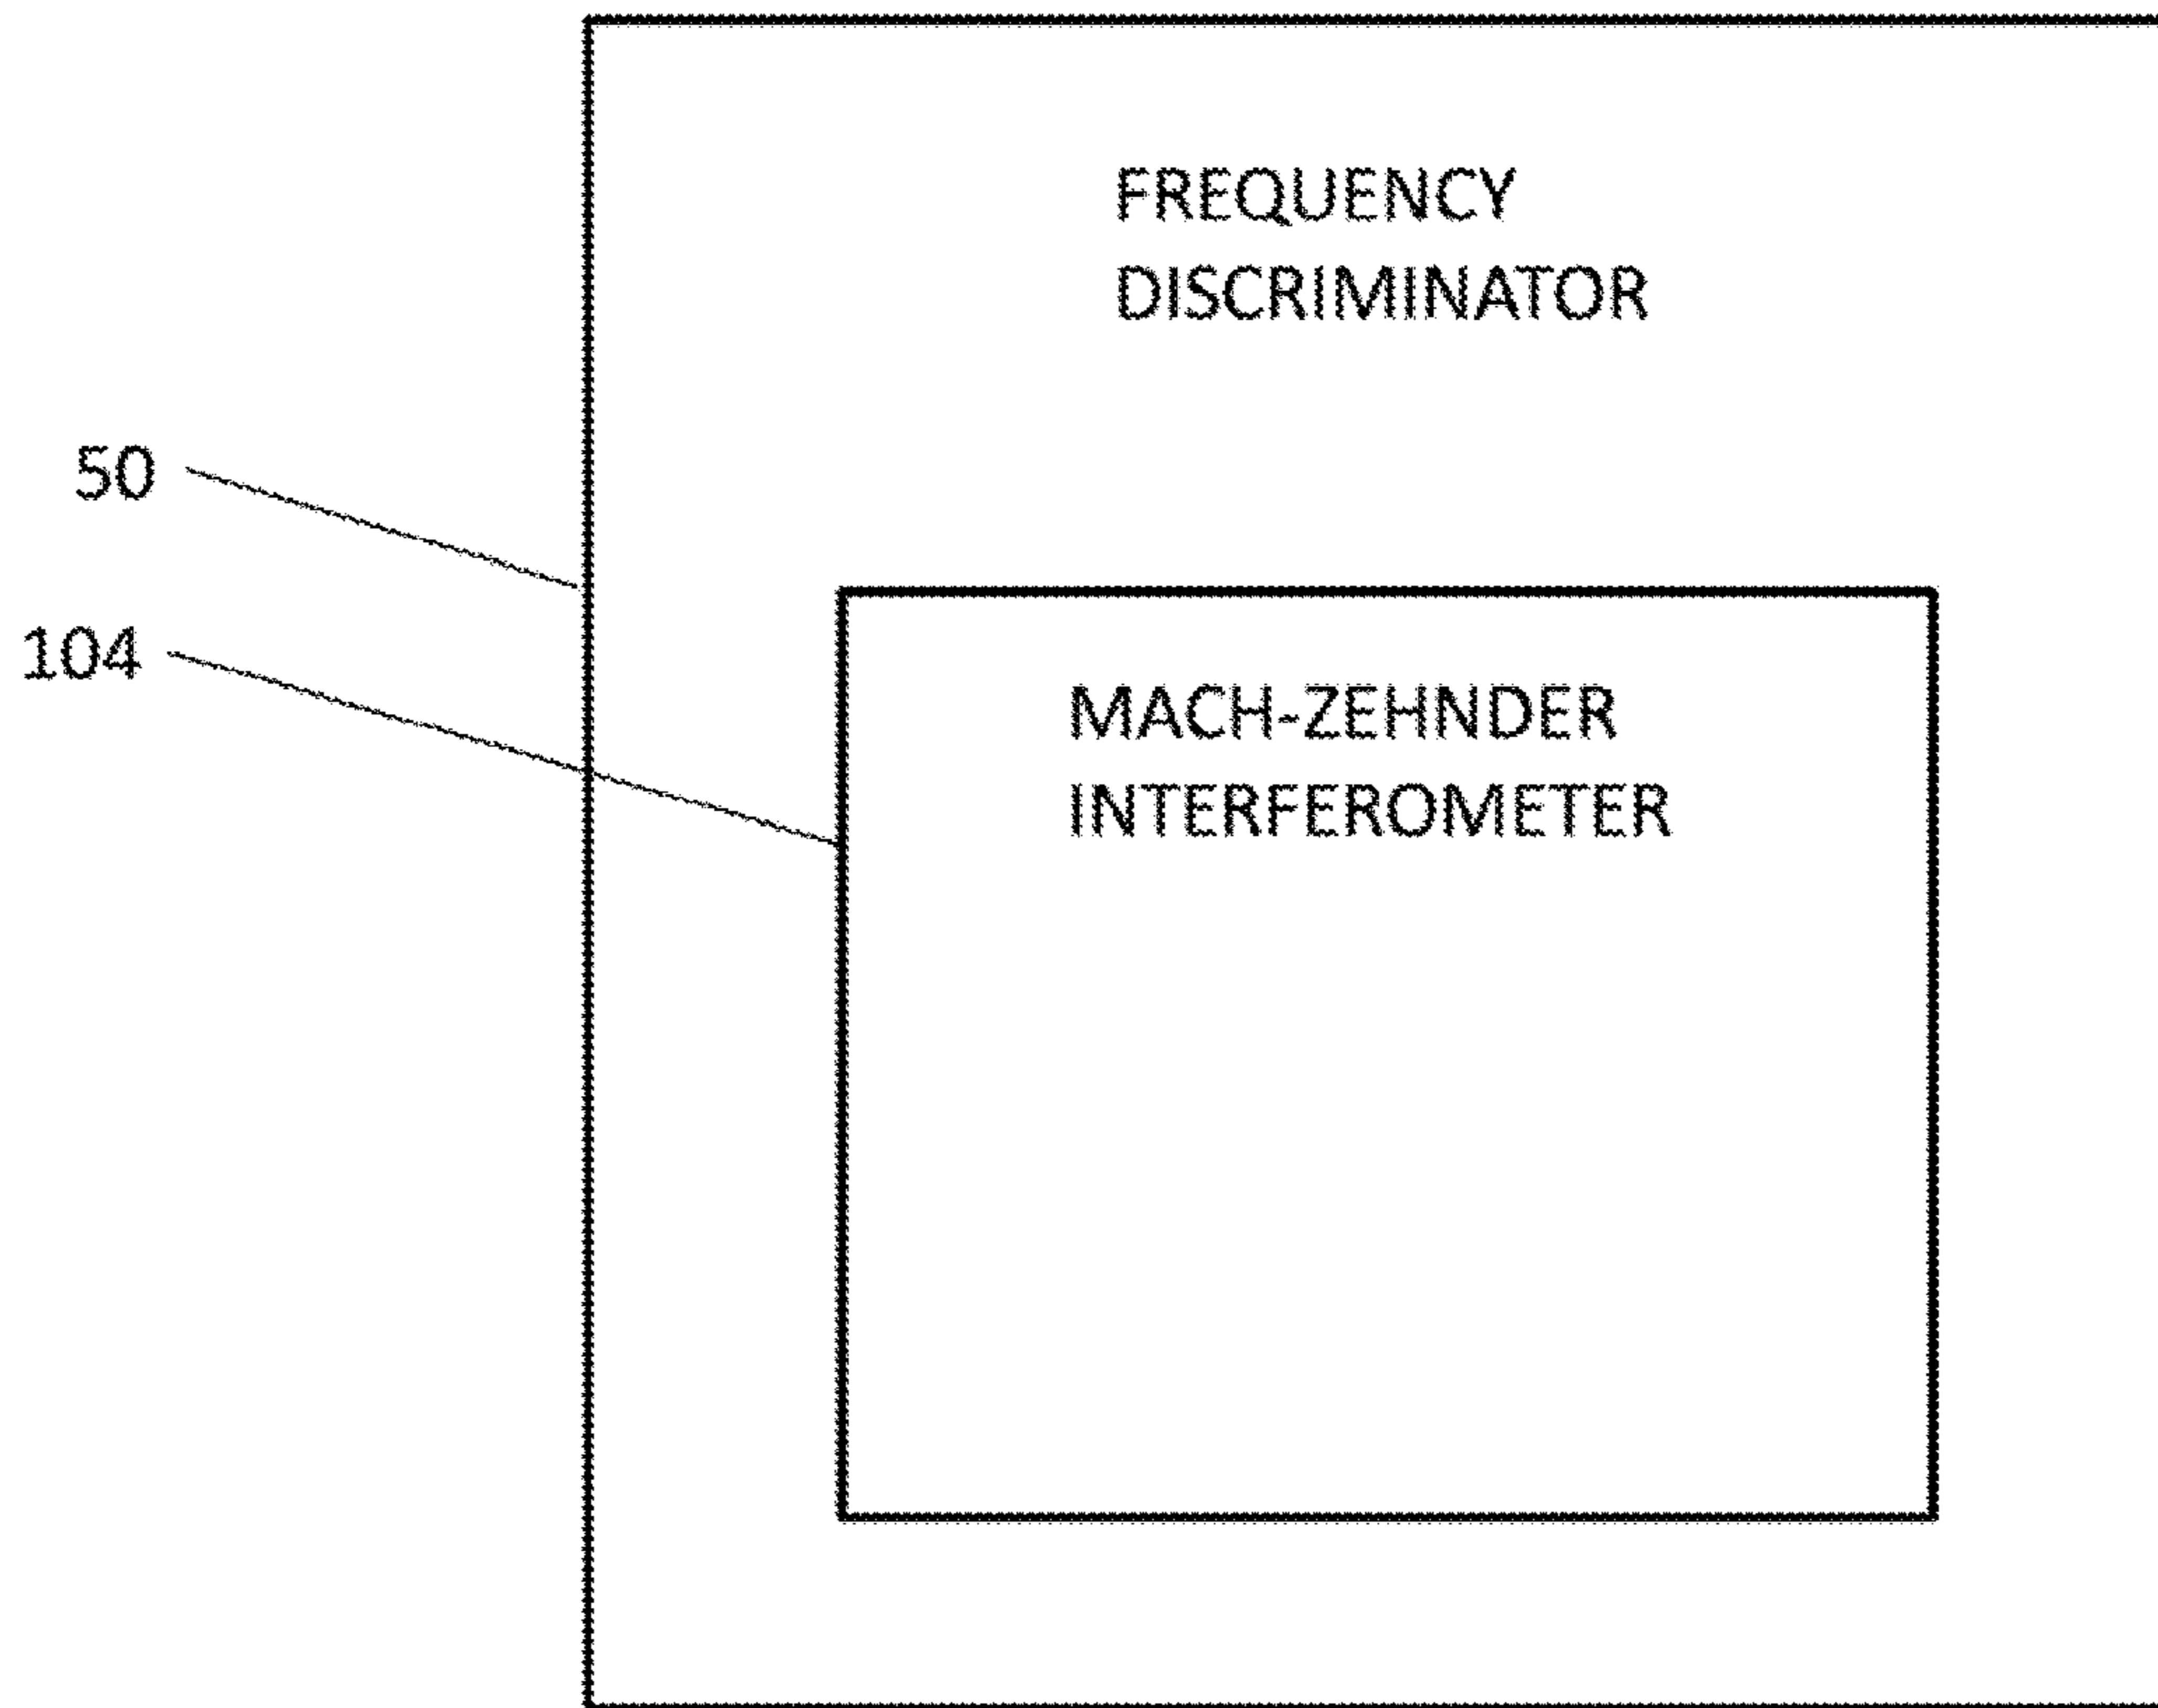 FREQUENCY
DISCRIMINATOR
50
104
MACH-ZEHNDER
INTERFEROMETER